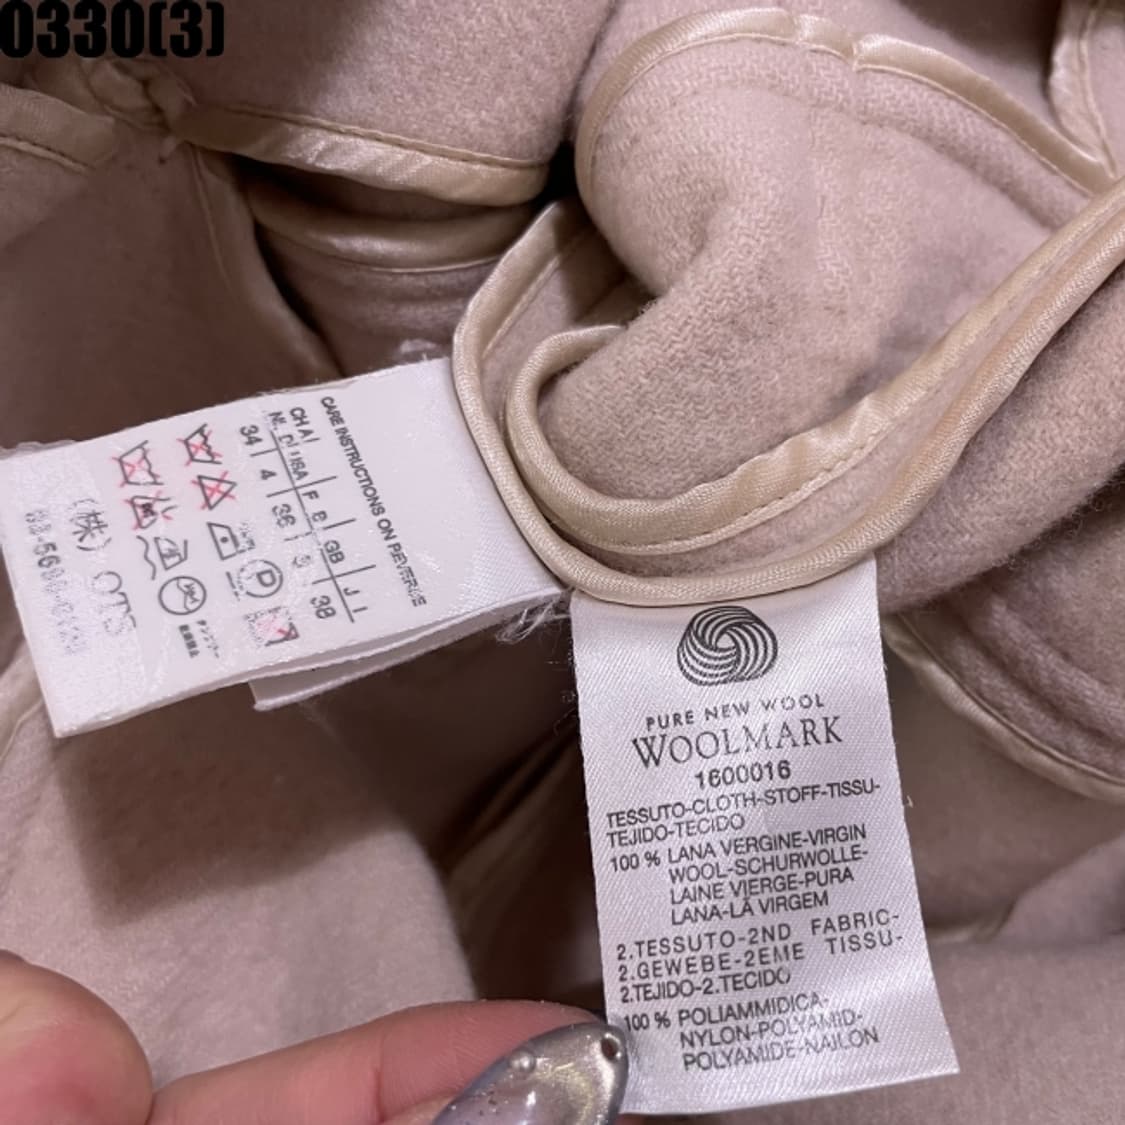 0330(3)
CARE INSTRUCTIONS ON REVERSE
CH A F GB J I
NL D USA
34 4 36 38
(株) OTS
PURE NEW WOOL
WOOLMARK
1600016
TESSUTO-CLOTH-STOFF-TISSU-
TEJIDO-TECIDO
100 % LANA VERGINE-VIRGIN
WOOL-SCHURWOLLE-
LAINE VIERGE-PURA
LANA-LÃ VIRGEM
2.TESSUTO-2ND FABRIC-
2.GEWEBE-2EME TISSU-
2.TEJIDO-2.TECIDO
100 % POLIAMMIDICA-
NYLON-POLYAMID-
POLYAMIDE-NAILON